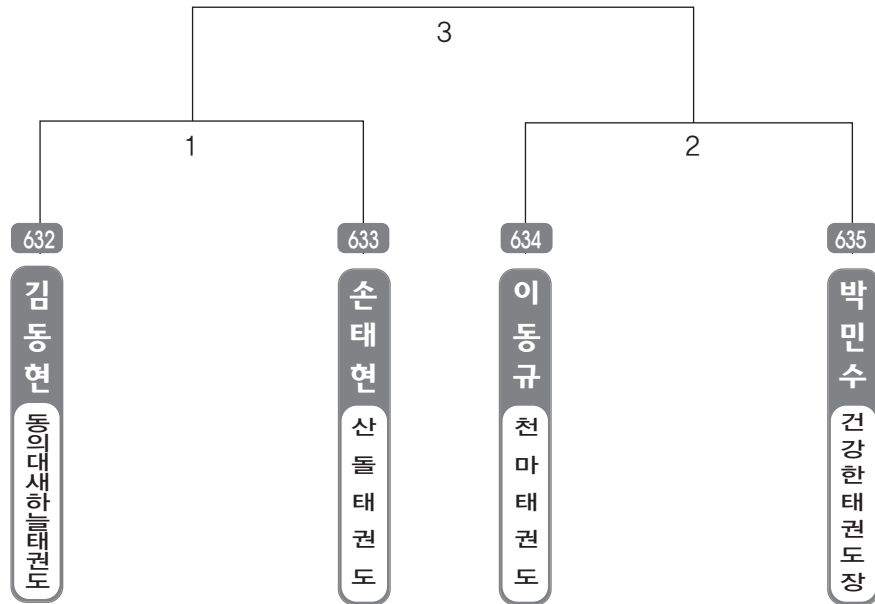 3
1
2
632
633
634
635
김동현
손태현
이동규
박민수
동의대새하늘태권도
산돌태권도
천마태권도
건강한태권도장